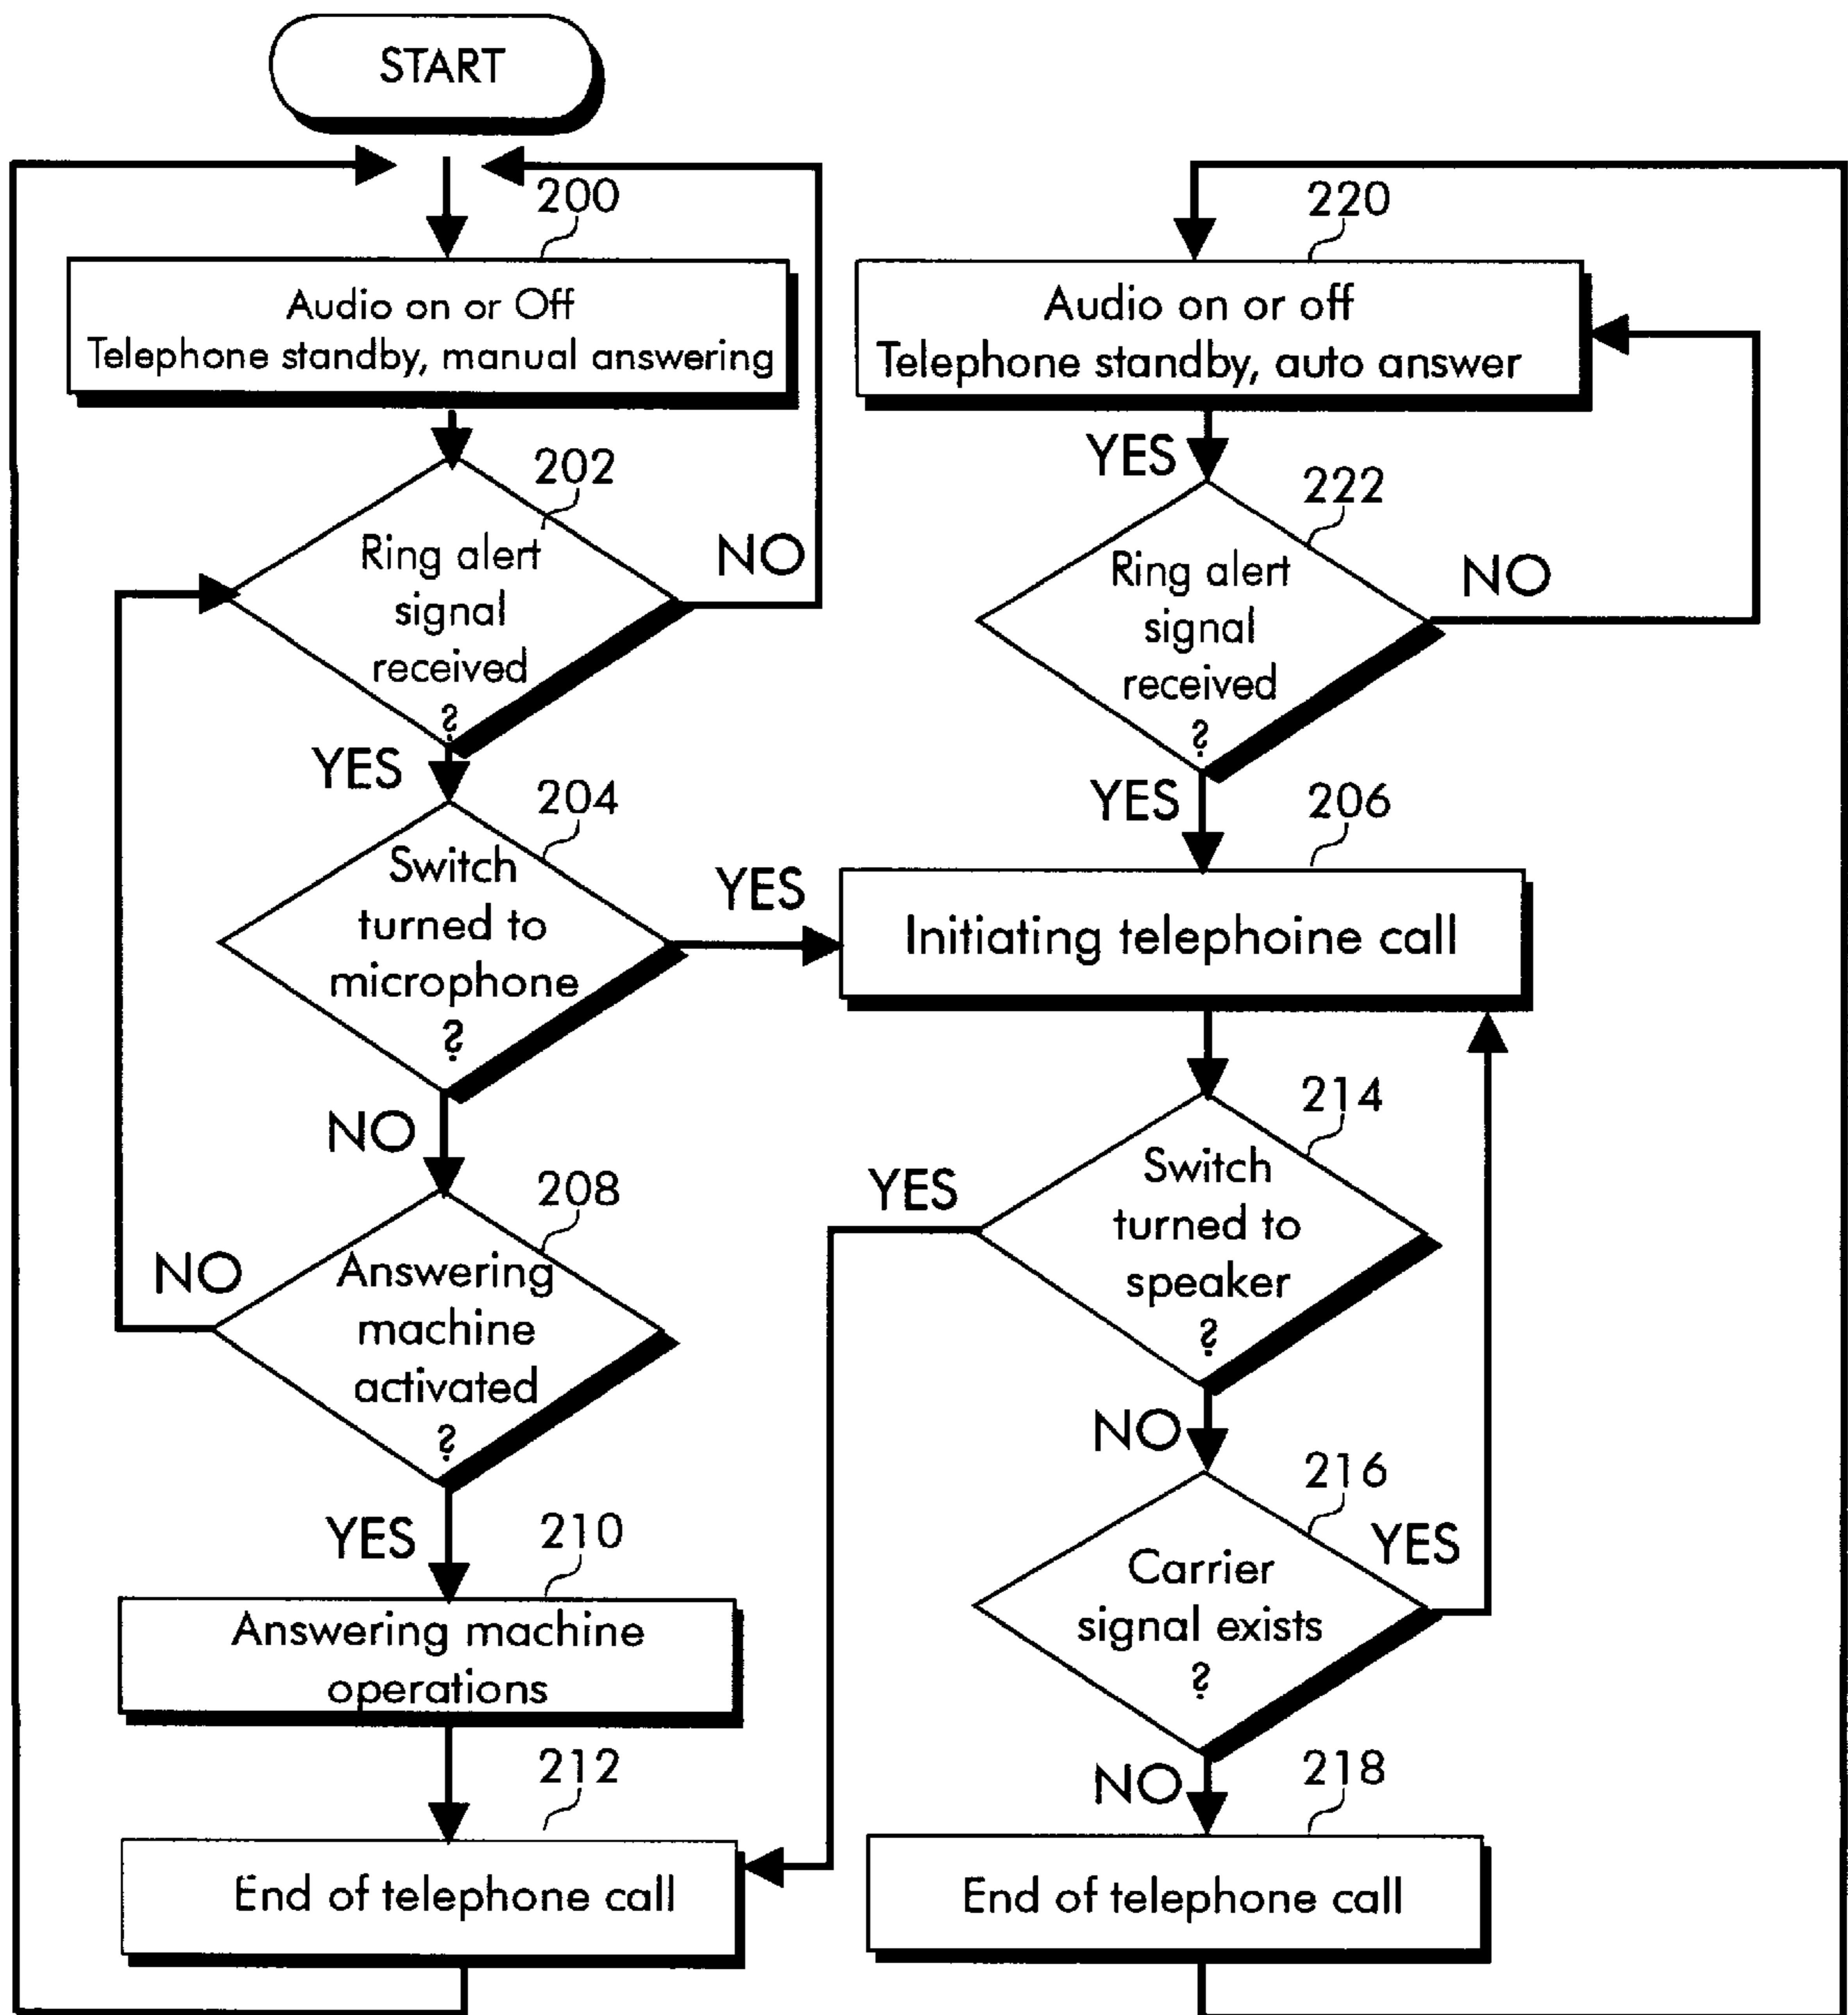 START
200
Audio on or Off
Telephone standby, manual answering
202
Ring alert
signal
received
?
NO
YES
204
Switch
turned to
microphone
?
YES
NO
208
Answering
machine
activated
?
NO
YES
210
Answering machine
operations
212
End of telephone call
220
Audio on or off
Telephone standby, auto answer
YES
222
Ring alert
signal
received
?
NO
YES
206
Initiating telephoine call
214
Switch
turned to
speaker
?
YES
NO
216
Carrier
signal exists
?
YES
NO
218
End of telephone call